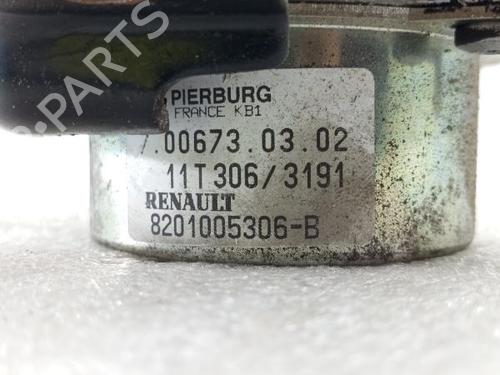 PIERBURG
FRANCE KB1
7.00673.03.02
11T306/3191
RENAULT
8201005306-B
PARTS